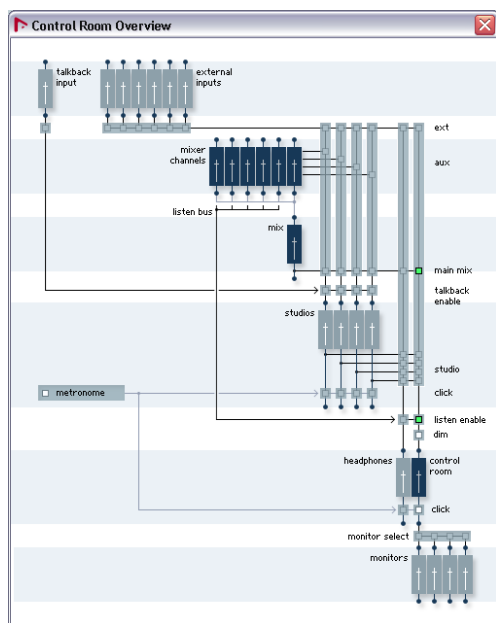 Control Room Overview
talkback
input
external
inputs
ext
mixer
channels
aux
listen bus
mix
main mix
talkback
enable
studios
studio
metronome
click
listen enable
dim
headphones
control
room
click
monitor select
monitors